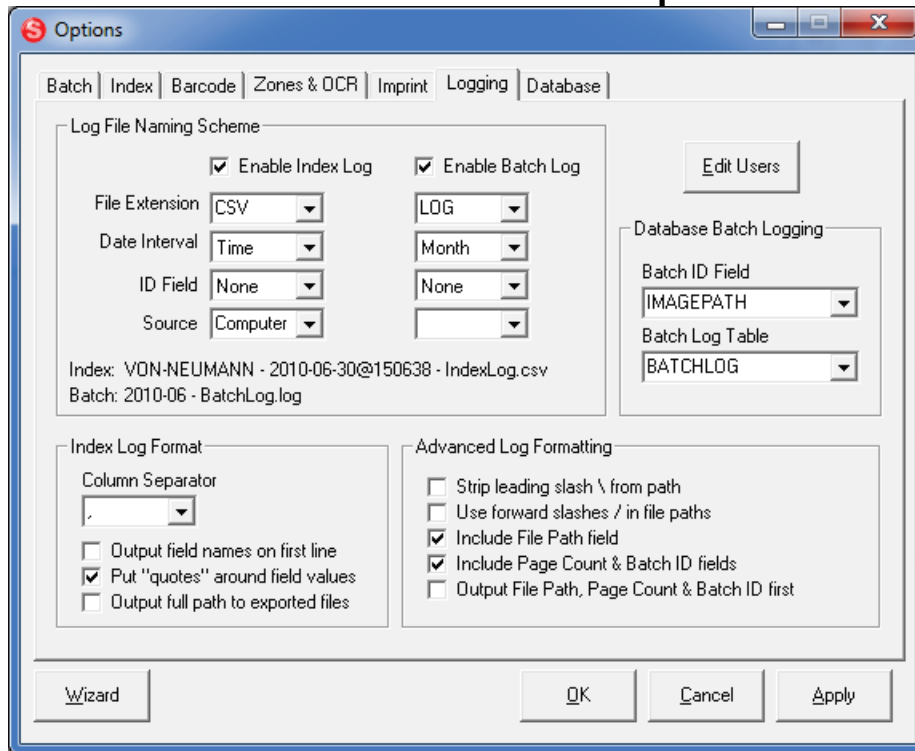 Options
Batch Index Barcode Zones & OCR Imprint Logging Database
Log File Naming Scheme
Enable Index Log Enable Batch Log
File Extension CSV LOG
Date Interval Time Month
ID Field None None
Source Computer
Index: VON-NEUMANN - 2010-06-30@150638 - IndexLog.csv
Batch: 2010-06 - BatchLog.log
Edit Users
Database Batch Logging
Batch ID Field
IMAGEPATH
Batch Log Table
BATCHLOG
Index Log Format
Column Separator
,
Output field names on first line
Put "quotes" around field values
Output full path to exported files
Advanced Log Formatting
Strip leading slash \ from path
Use forward slashes / in file paths
Include File Path field
Include Page Count & Batch ID fields
Output File Path, Page Count & Batch ID first
Wizard OK Cancel Apply